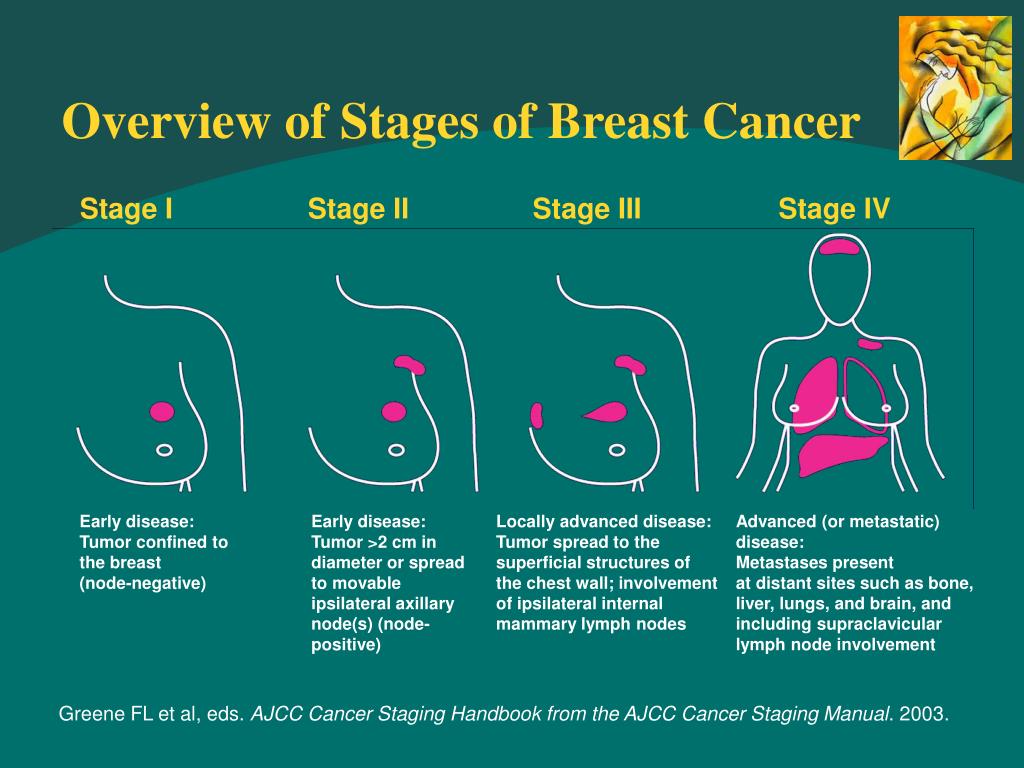 Overview of Stages of Breast Cancer
Stage I
Stage II
Stage III
Stage IV
Early disease:
Tumor confined to
the breast
(node-negative)
Early disease:
Tumor >2 cm in
diameter or spread
to movable
ipsilateral axillary
node(s) (node-
positive)
Locally advanced disease:
Tumor spread to the
superficial structures of
the chest wall; involvement
of ipsilateral internal
mammary lymph nodes
Advanced (or metastatic)
disease:
Metastases present
at distant sites such as bone,
liver, lungs, and brain, and
including supraclavicular
lymph node involvement
Greene FL et al, eds. AJCC Cancer Staging Handbook from the AJCC Cancer Staging Manual. 2003.